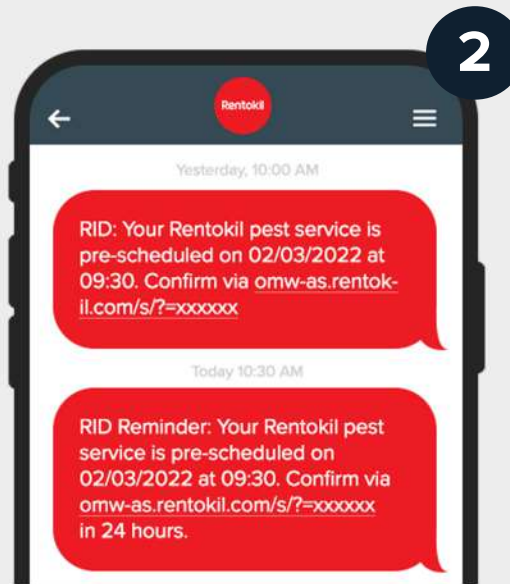 2
Rentokil
Yesterday, 10:00 AM
RID: Your Rentokil pest service is
pre-scheduled on 02/03/2022 at
09:30. Confirm via omw-as.rentok-
il.com/s/?=xxxxxx
Today 10:30 AM
RID Reminder: Your Rentokil pest
service is pre-scheduled on
02/03/2022 at 09:30. Confirm via
omw-as.rentokil.com/s/?=xxxxxx
in 24 hours.